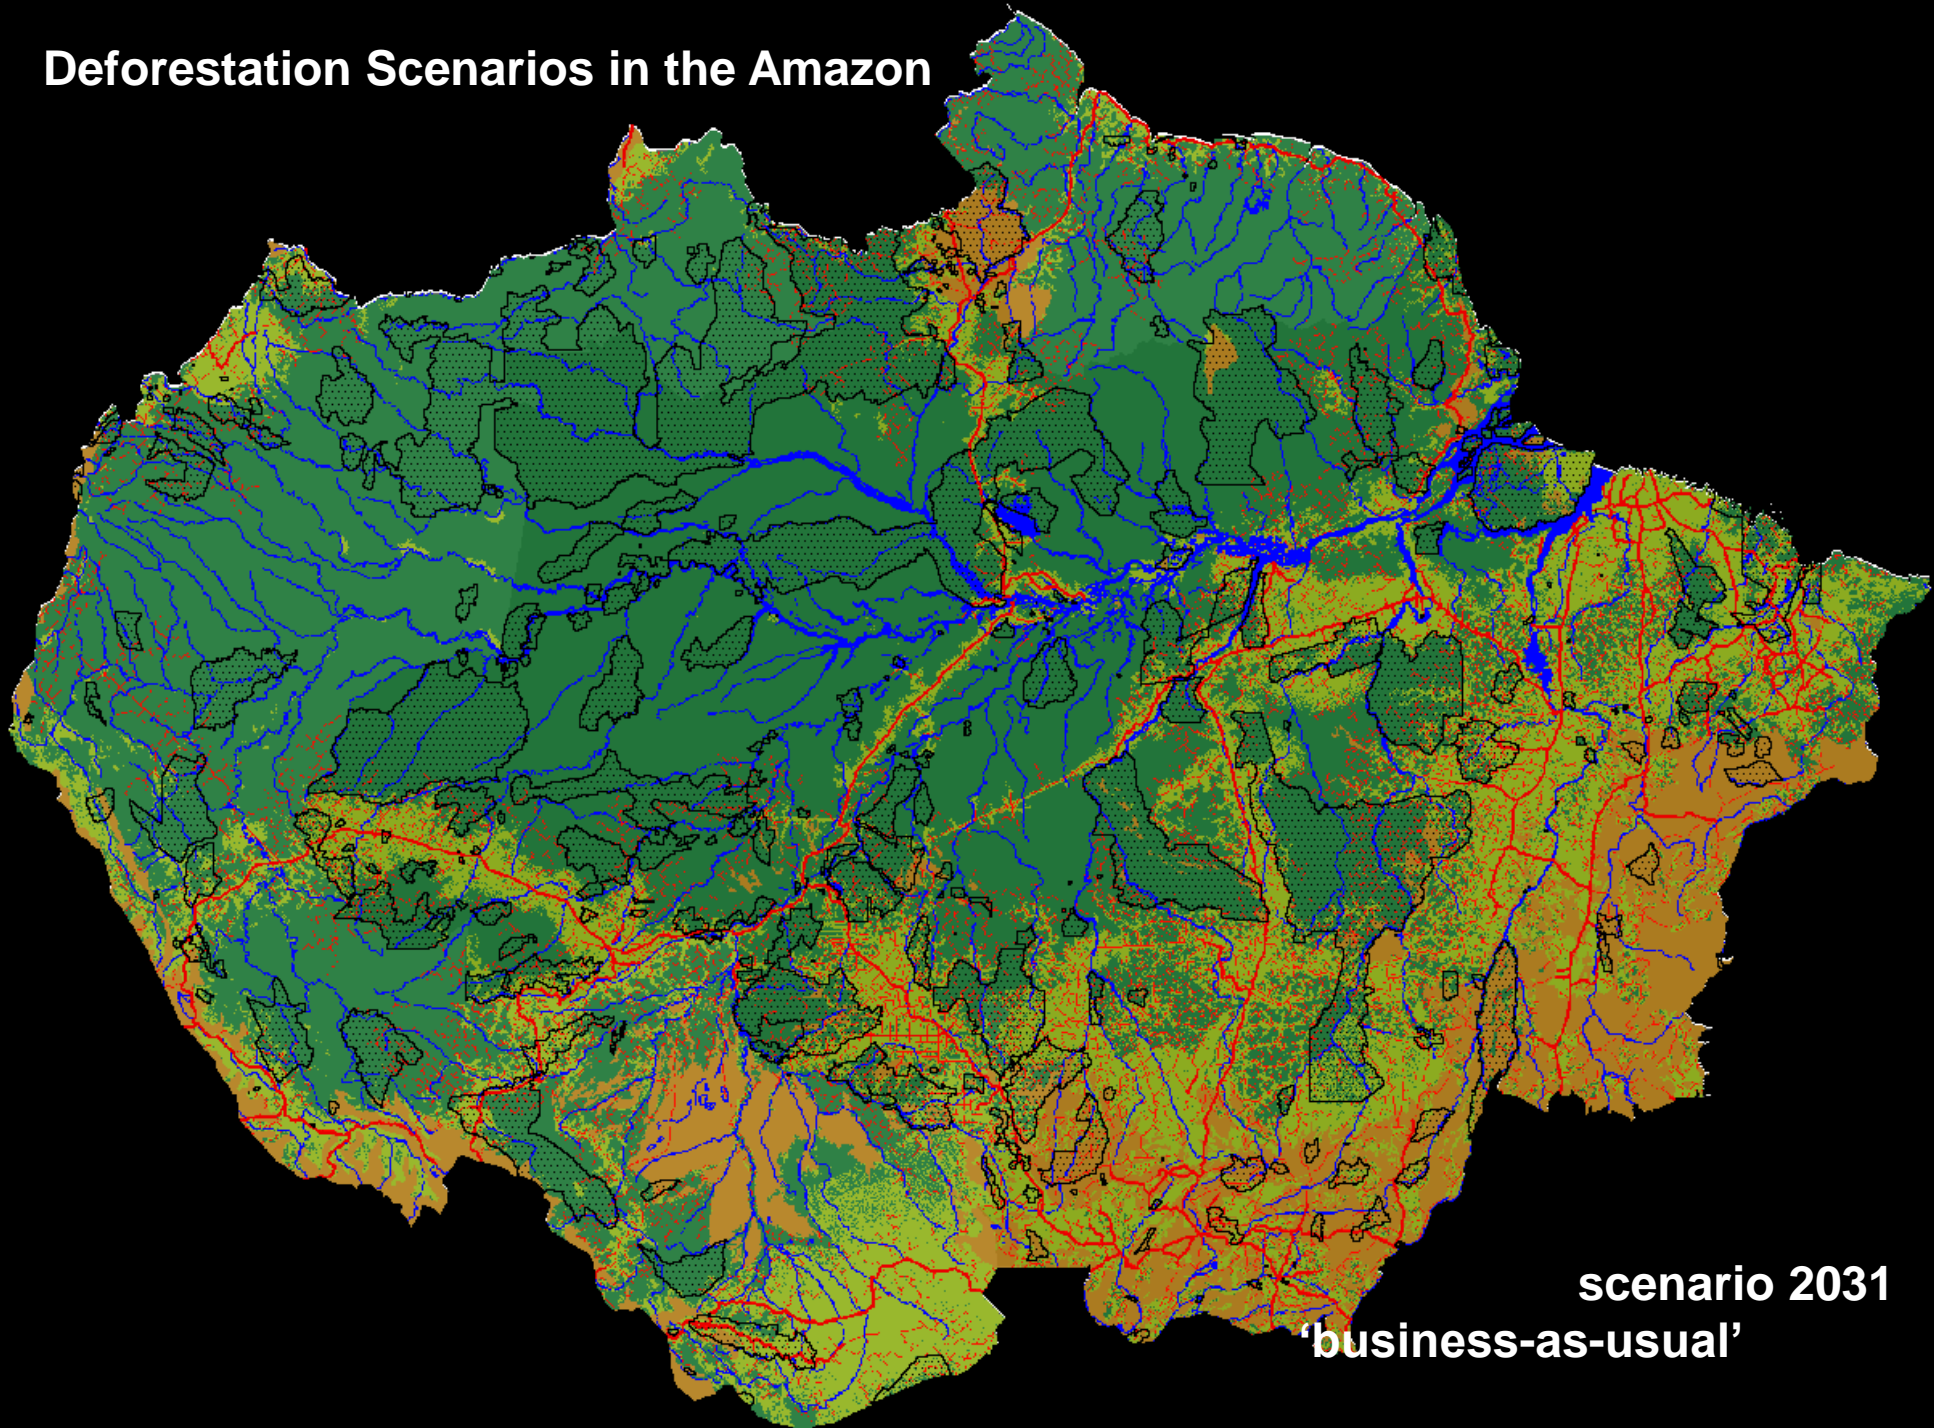 Deforestation Scenarios in the Amazon
scenario 2031
‘business-as-usual’